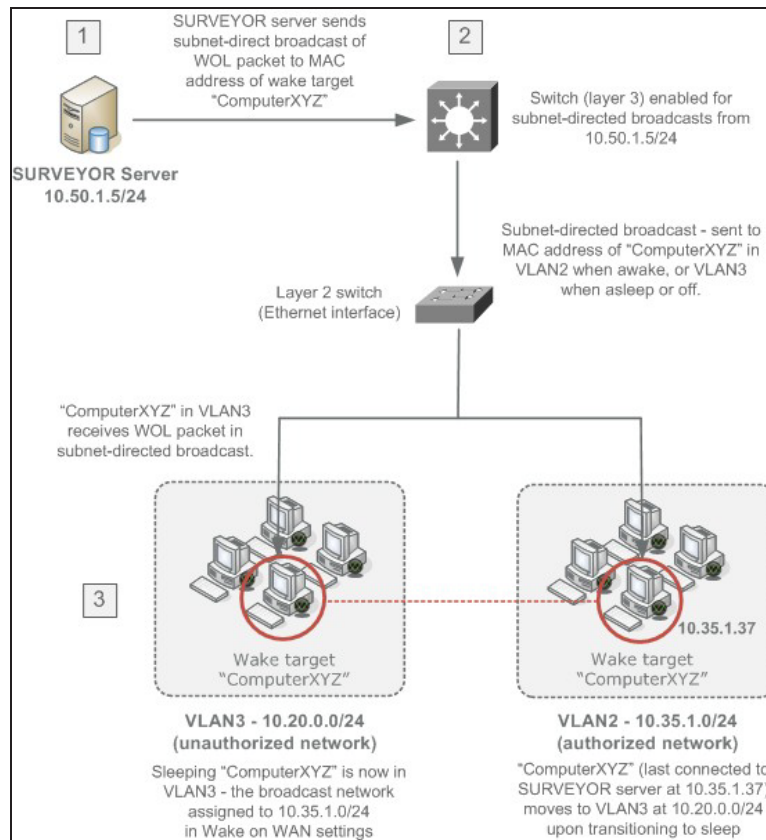 1
SURVEYOR server sends
subnet-direct broadcast of
WOL packet to MAC
address of wake target
“ComputerXYZ”
2
SURVEYOR Server
10.50.1.5/24
Switch (layer 3) enabled for
subnet-directed broadcasts from
10.50.1.5/24
Subnet-directed broadcast - sent to
MAC address of “ComputerXYZ” in
VLAN2 when awake, or VLAN3
when asleep or off.
Layer 2 switch
(Ethernet interface)
“ComputerXYZ” in VLAN3
receives WOL packet in
subnet-directed broadcast.
3
Wake target
“ComputerXYZ”
VLAN3 - 10.20.0.0/24
(unauthorized network)
Sleeping “ComputerXYZ” is now in
VLAN3 - the broadcast network
assigned to 10.35.1.0/24
in Wake on WAN settings
10.35.1.37
Wake target
“ComputerXYZ”
VLAN2 - 10.35.1.0/24
(authorized network)
“ComputerXYZ” (last connected to
SURVEYOR server at 10.35.1.37)
moves to VLAN3 at 10.20.0.0/24
upon transitioning to sleep